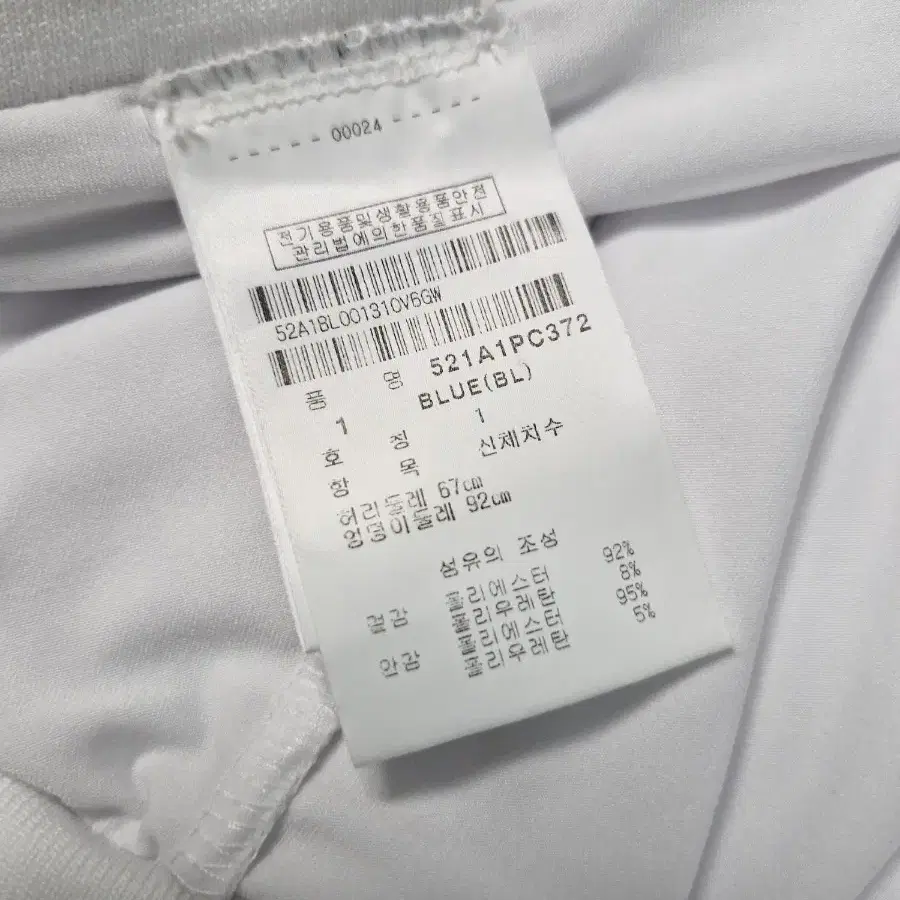 ----- 00024 -----
전기용품및생활용품안전
관리법에의한품질표시
52A18L001310V6GW
품 명 521A1PC372
1 BLUE(BL)
호 칭 1
항 목 신체치수
허리둘레 67cm
엉덩이둘레 92cm
섬유의 조성
겉감 폴리에스터 92%
폴리우레탄 8%
안감 폴리에스터 95%
폴리우레탄 5%